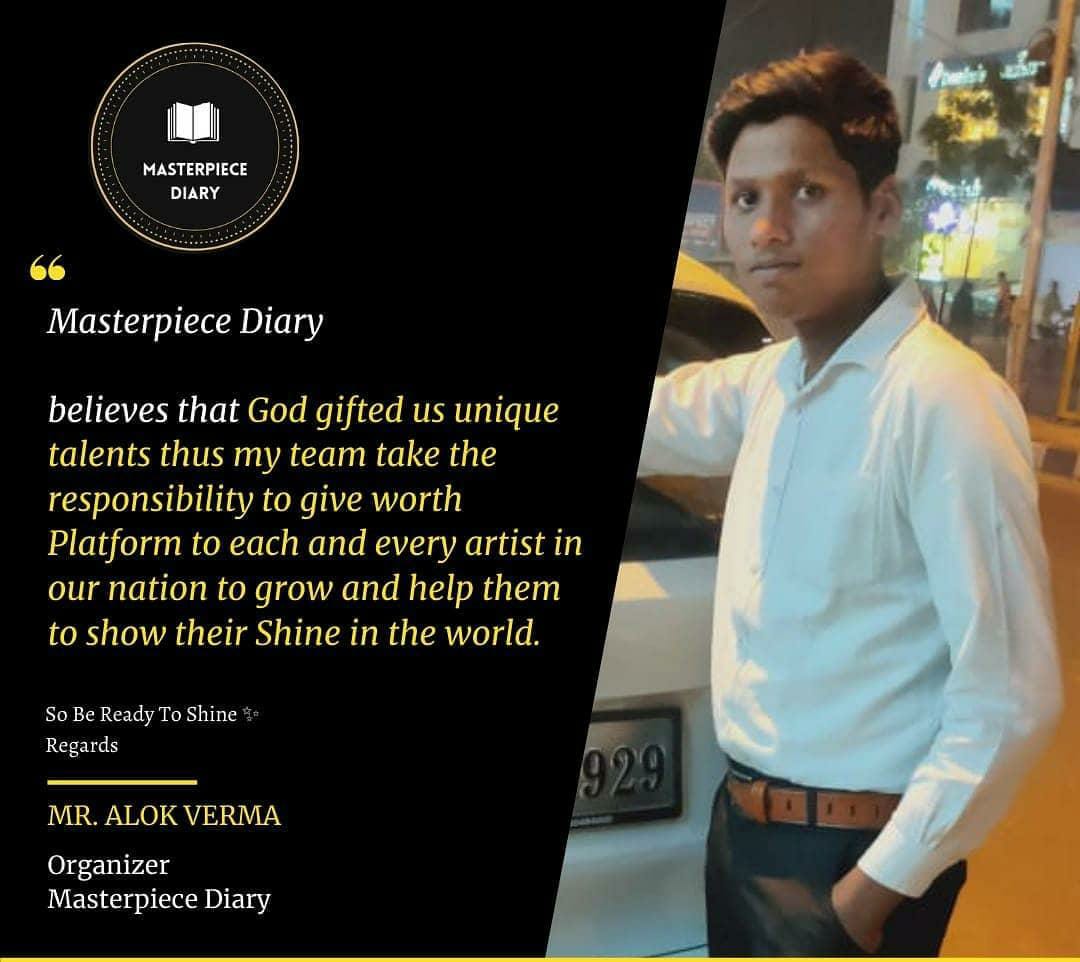 MASTERPIECE
DIARY
“
Masterpiece Diary
believes that God gifted us unique
talents thus my team take the
responsibility to give worth
Platform to each and every artist in
our nation to grow and help them
to show their Shine in the world.
So Be Ready To Shine ✨
Regards
MR. ALOK VERMA
Organizer
Masterpiece Diary
929